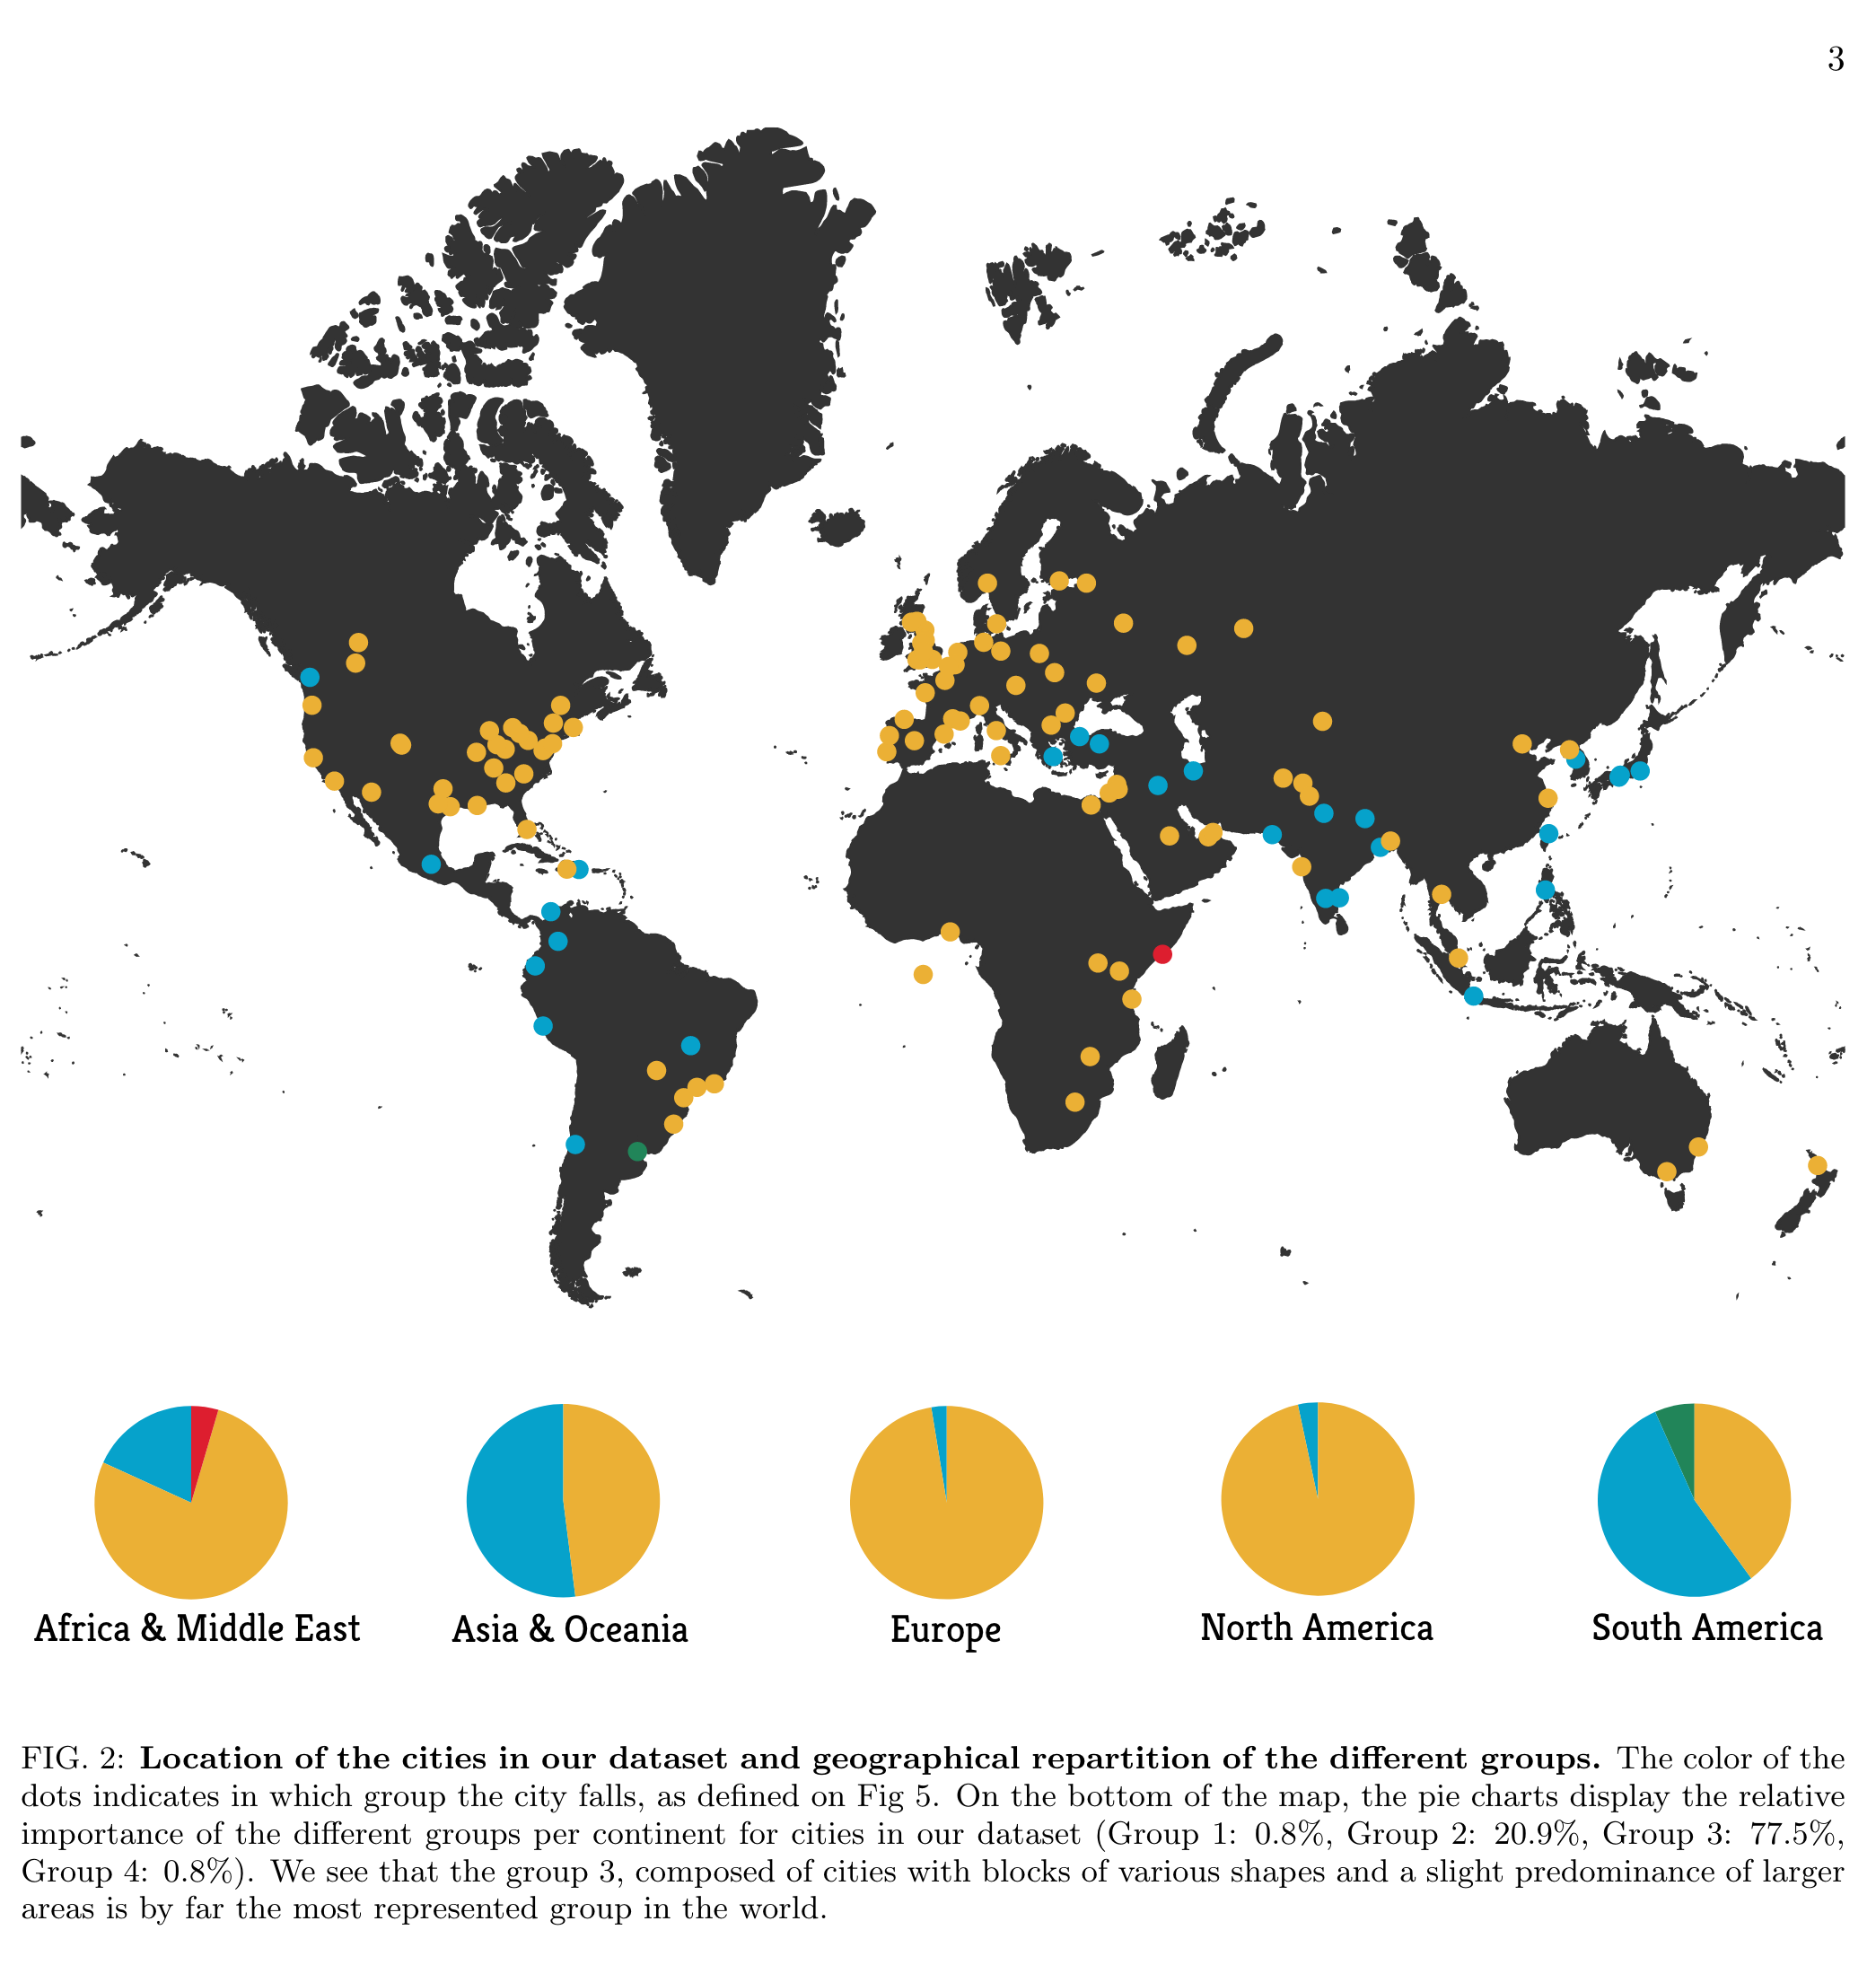 3
Africa & Middle East
Asia & Oceania
Europe
North America
South America
FIG. 2: Location of the cities in our dataset and geographical repartition of the different groups. The color of the
dots indicates in which group the city falls, as defined on Fig 5. On the bottom of the map, the pie charts display the relative
importance of the different groups per continent for cities in our dataset (Group 1: 0.8%, Group 2: 20.9%, Group 3: 77.5%,
Group 4: 0.8%). We see that the group 3, composed of cities with blocks of various shapes and a slight predominance of larger
areas is by far the most represented group in the world.